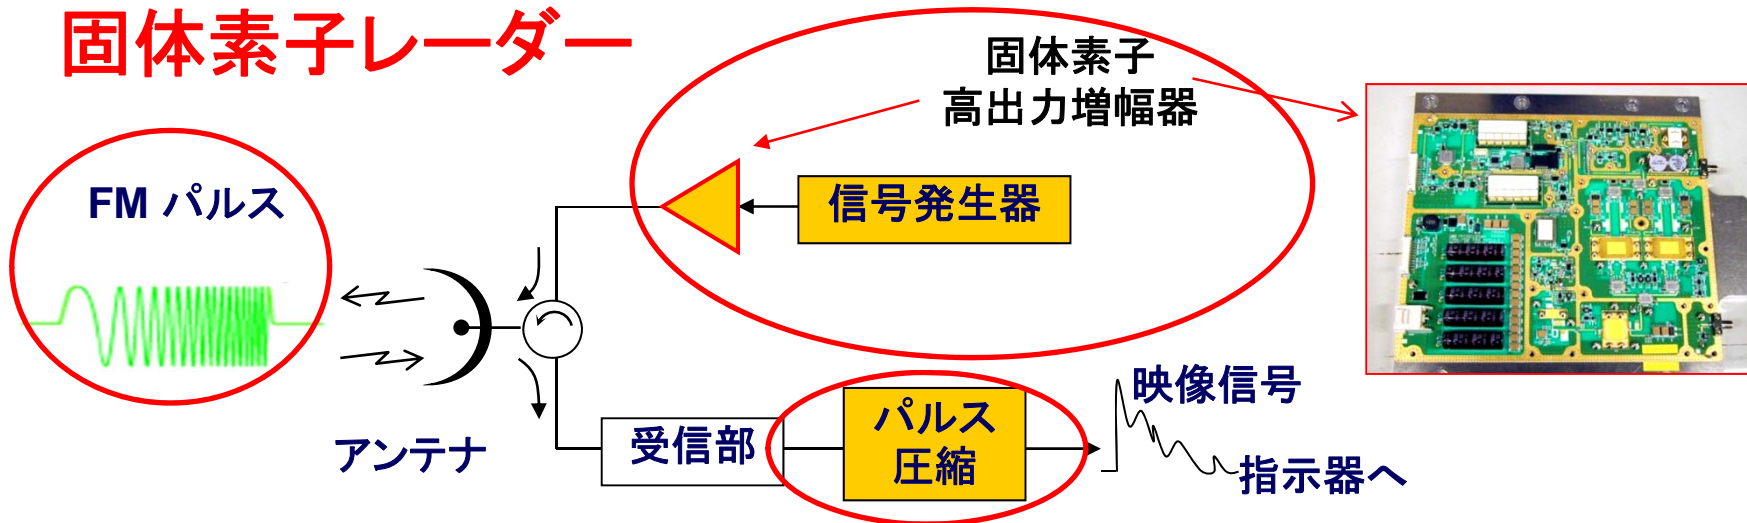 固体素子レーダー
固体素子
高出力増幅器
FM パルス
信号発生器
アンテナ
受信部
パルス
圧縮
映像信号
指示器へ